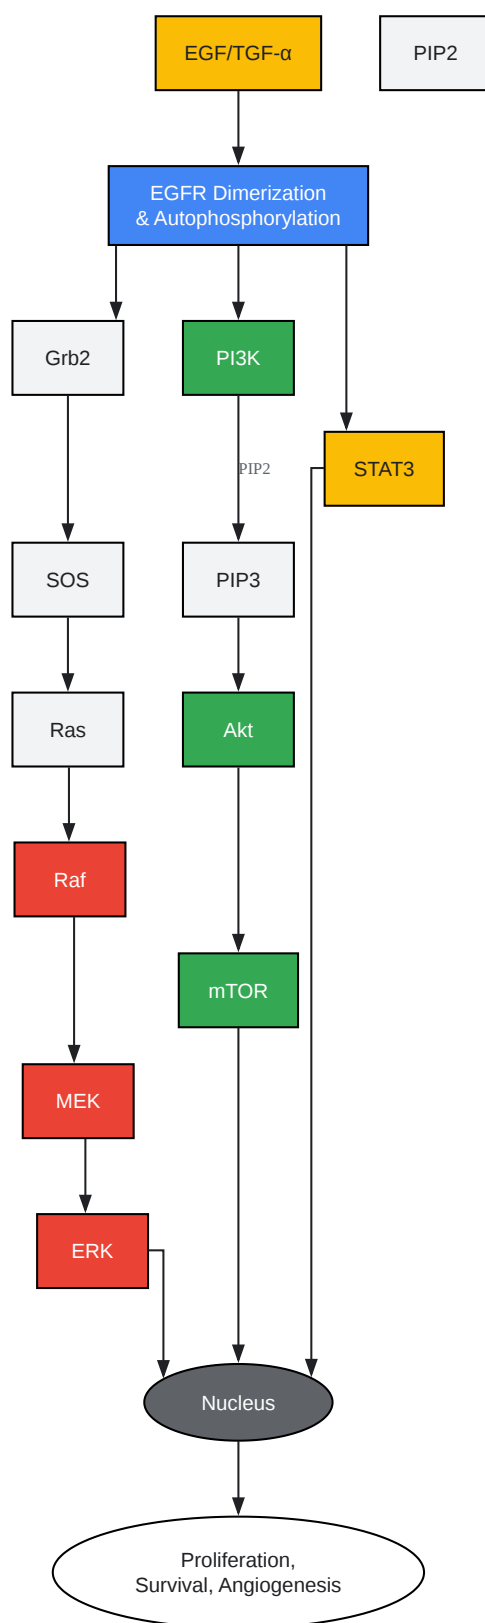 EGF/TGF-α
PIP2
EGFR Dimerization
& Autophosphorylation
Grb2
PI3K
PIP2
STAT3
SOS
PIP3
Ras
Akt
Raf
mTOR
MEK
ERK
Nucleus
Proliferation,
Survival, Angiogenesis